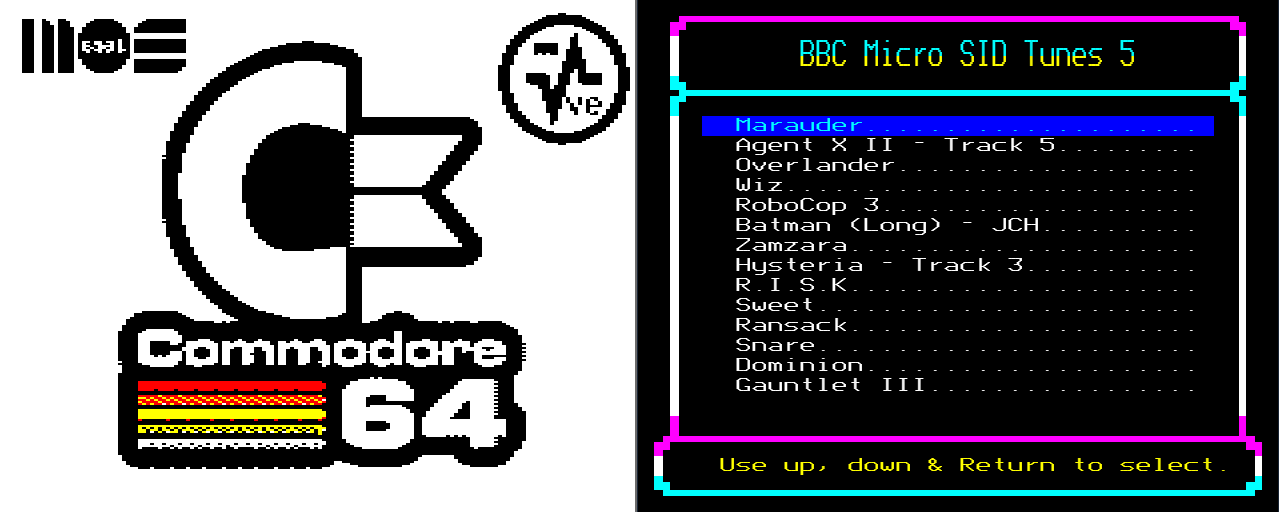 ve
Commodore
64
BBC Micro SID Tunes 5
Marauder.....................
Agent X II - Track 5.........
Overlander...................
Wiz..........................
RoboCop 3....................
Batman (Long) - JCH..........
Zamzara......................
Hysteria - Track 3...........
R.I.S.K......................
Sweet........................
Ransack......................
Snare........................
Dominion.....................
Gauntlet III.................
Use up, down & Return to select.